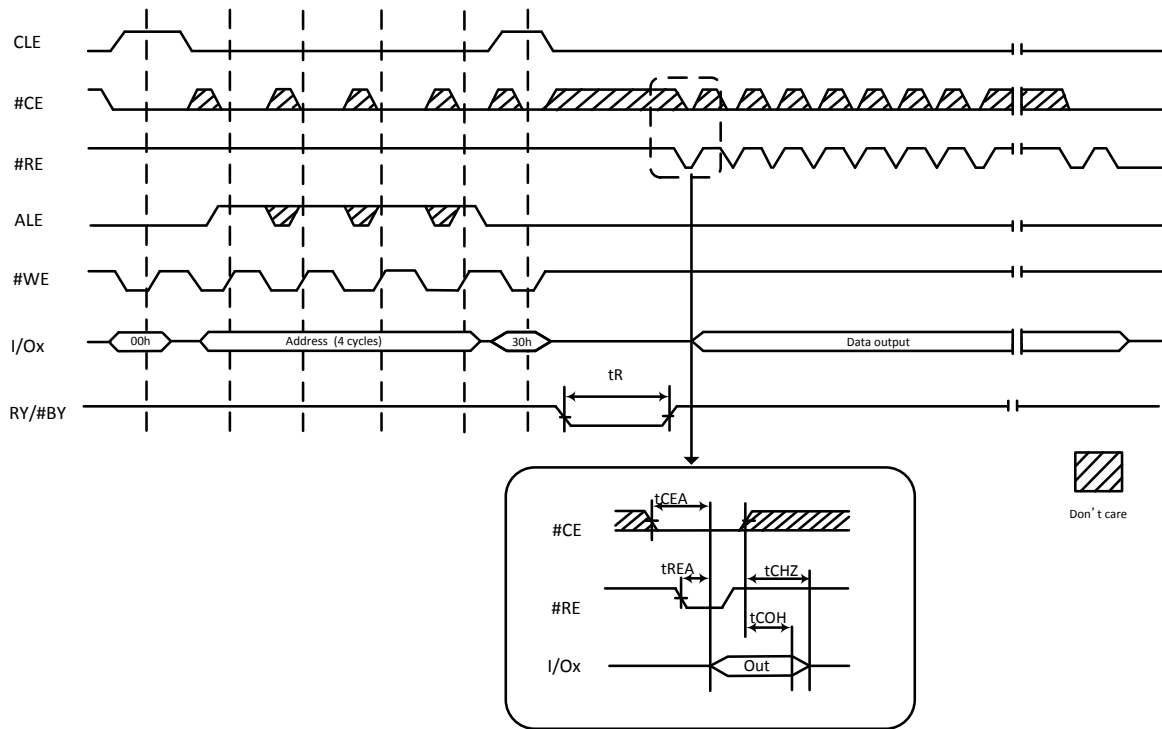 CLE
#CE
#RE
ALE
#WE
I/Ox
00h
Address (4 cycles)
30h
Data output
tR
RY/#BY
Don’t care
tCEA
#CE
tREA
tCHZ
#RE
tCOH
I/Ox
Out